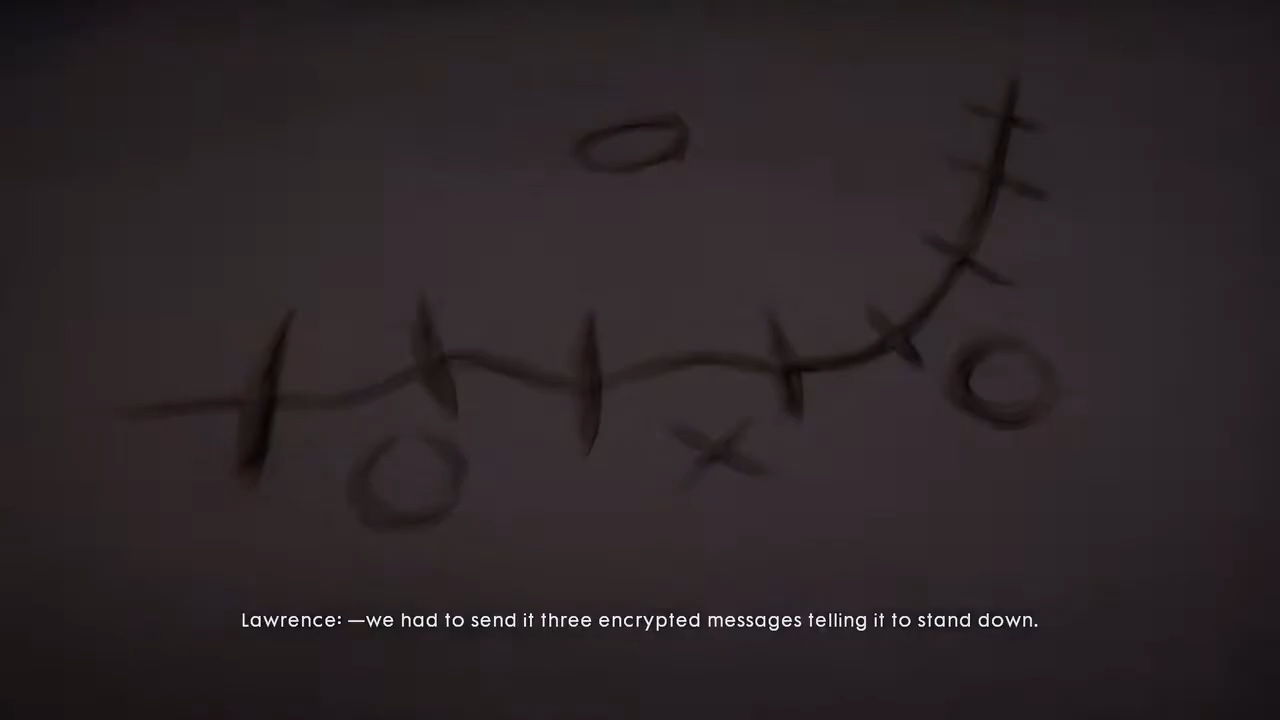 Lawrence: —we had to send it three encrypted messages telling it to stand down.